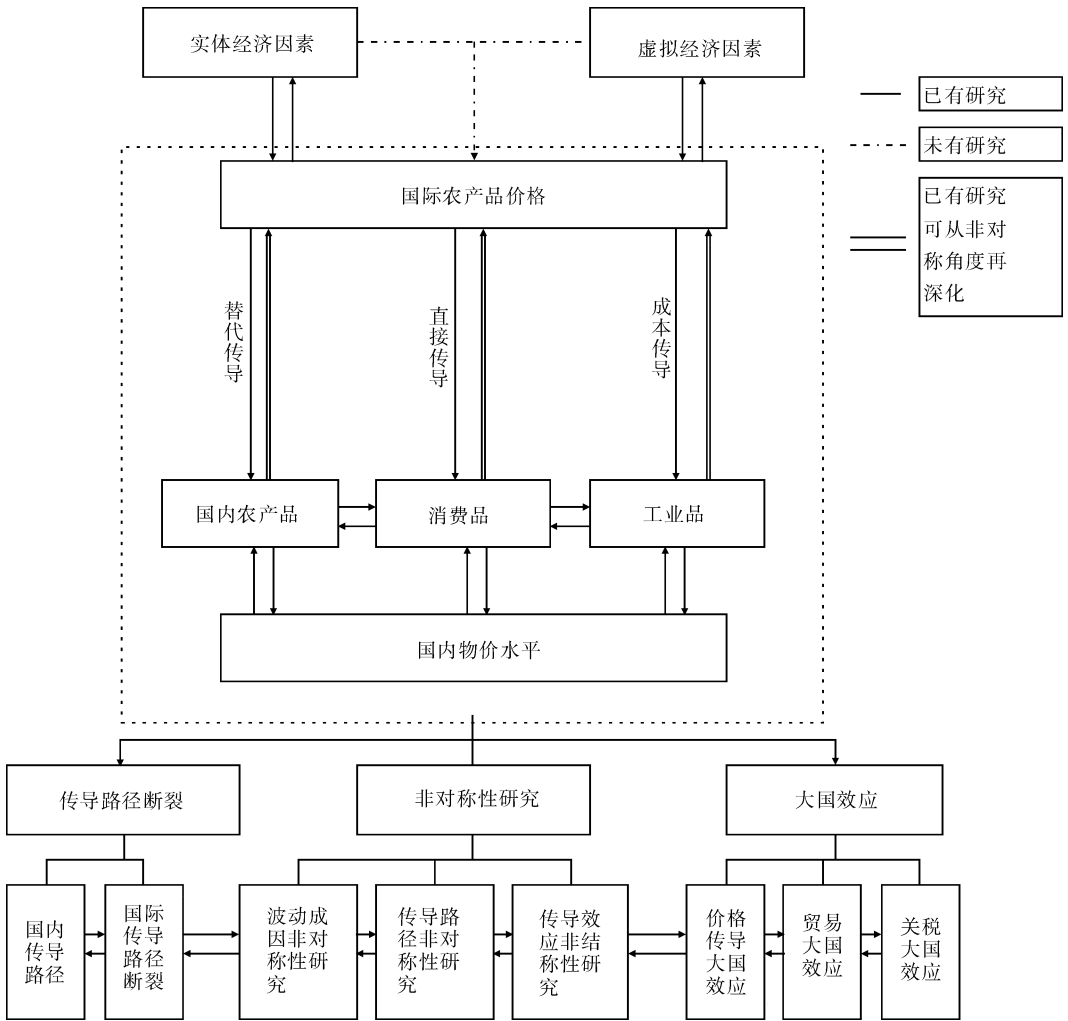 实体经济因素
虚拟经济因素
已有研究
未有研究
已有研究
可从非对
称角度再
深化
国际农产品价格
替代传导
直接传导
成本传导
国内农产品
消费品
工业品
国内物价水平
传导路径断裂
非对称性研究
大国效应
国内
传导
路径
国际
传导
路径
断裂
波动成
因非对
称性研
究
传导路
径非对
称性研
究
传导效
应非结
称性研
究
价格
传导
大国
效应
贸易
大国
效应
关税
大国
效应